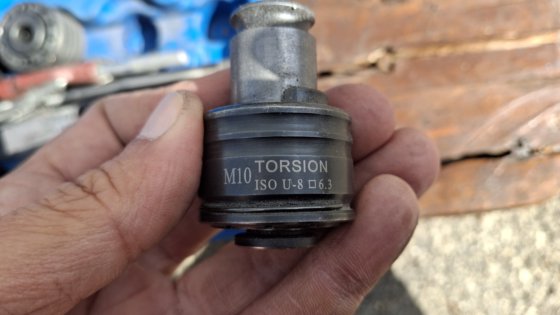 M10 TORSION
ISO U-8 □6.3